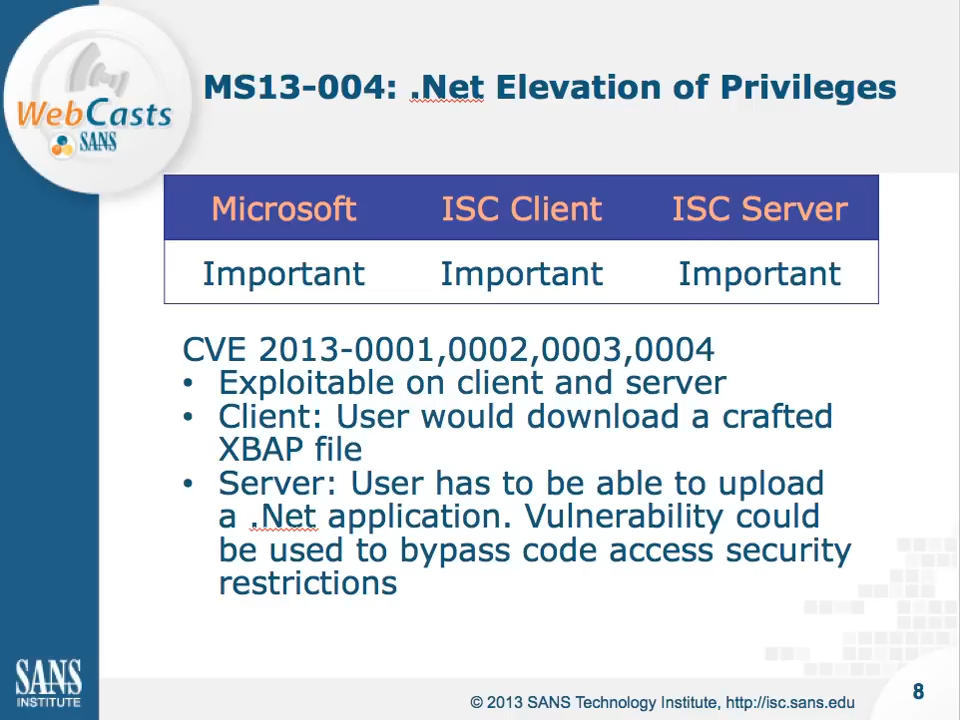 MS13-004: .Net Elevation of Privileges
WebCasts
SANS
Microsoft ISC Client ISC Server
Important Important Important
CVE 2013-0001,0002,0003,0004
• Exploitable on client and server
• Client: User would download a crafted
XBAP file
• Server: User has to be able to upload
a .Net application. Vulnerability could
be used to bypass code access security
restrictions
SANS
INSTITUTE
© 2013 SANS Technology Institute, http://isc.sans.edu
8